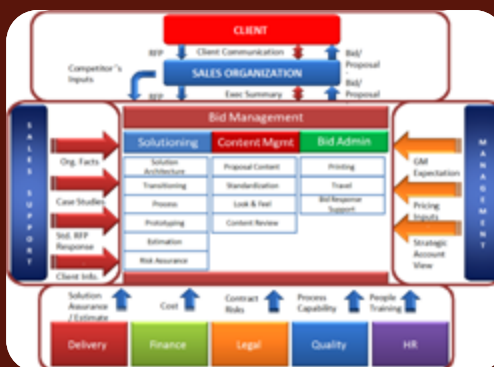 CLIENT
RFP
Client Communication
Bid/
Proposal
Competitor's
Inputs
SALES ORGANIZATION
RFP
Exec Summary
Bid/
Proposal
Bid Management
Solutioning
Content Mgmt
Bid Admin
Solution
Architecture
Transitioning
Process
Prototyping
Estimation
Risk Assurance
Proposal Content
Standardization
Look & Feel
Content Review
Printing
Travel
Bid Response
Support
SALES SUPPORT
Org. Facts
Case Studies
Std. RFP
Response
Client Info.
GM
Expectation
Pricing
Inputs
Strategic
Account
View
MANAGEMENT
Solution
Assurance
/ Estimate
Cost
Contract
Risks
Process
Capability
People
Training
Delivery
Finance
Legal
Quality
HR